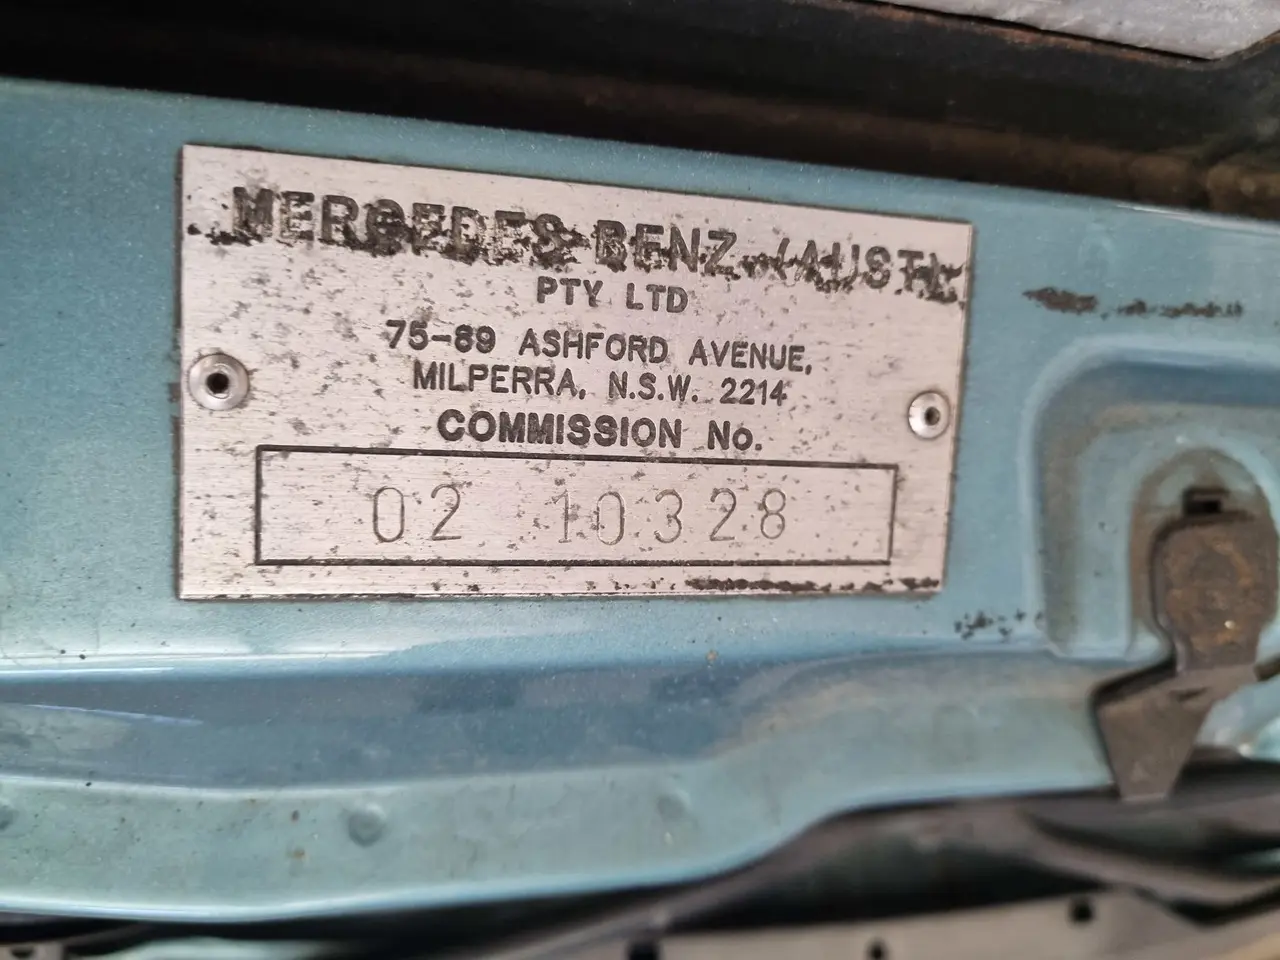 MERCEDES BENZ (AUST)
PTY LTD
75-89 ASHFORD AVENUE,
MILPERRA, N.S.W. 2214
COMMISSION No.
02 10328